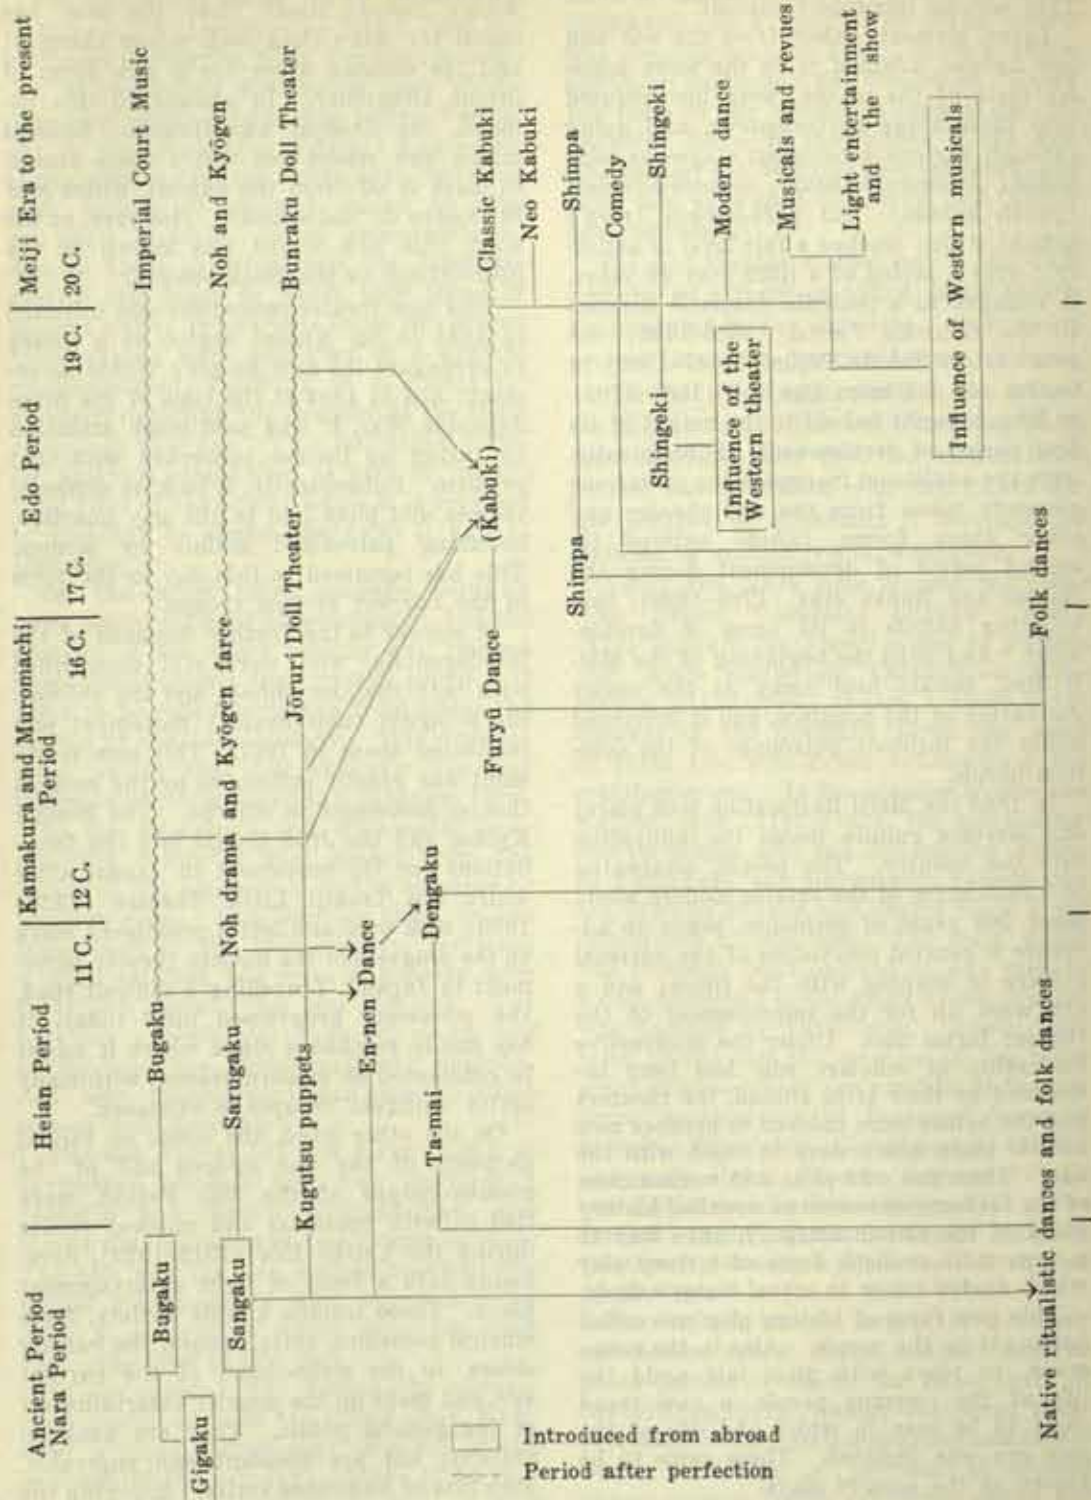 Ancient Period
Nara Period
Heian Period
11 C.
Kamakura and Muromachi
Period
12 C.
16 C.
Edo Period
17 C.
19 C.
Meiji Era to the present
20 C.
Gigaku
Bugaku
Bugaku
Imperial Court Music
Sangaku
Sarugaku
Noh drama and Kyōgen farce
Noh and Kyōgen
Kugutsu puppets
Jōruri Doll Theater
Bunraku Doll Theater
En-nen Dance
Ta-mai
Dengaku
Furyū Dance
(Kabuki)
Classic Kabuki
Neo Kabuki
Shimpa
Shimpa
Comedy
Shingeki
Shingeki
Influence of the
Western theater
Modern dance
Musicals and revues
Light entertainment
and the show
Influence of Western musicals
Native ritualistic dances and folk dances
Folk dances
Introduced from abroad
Period after perfection